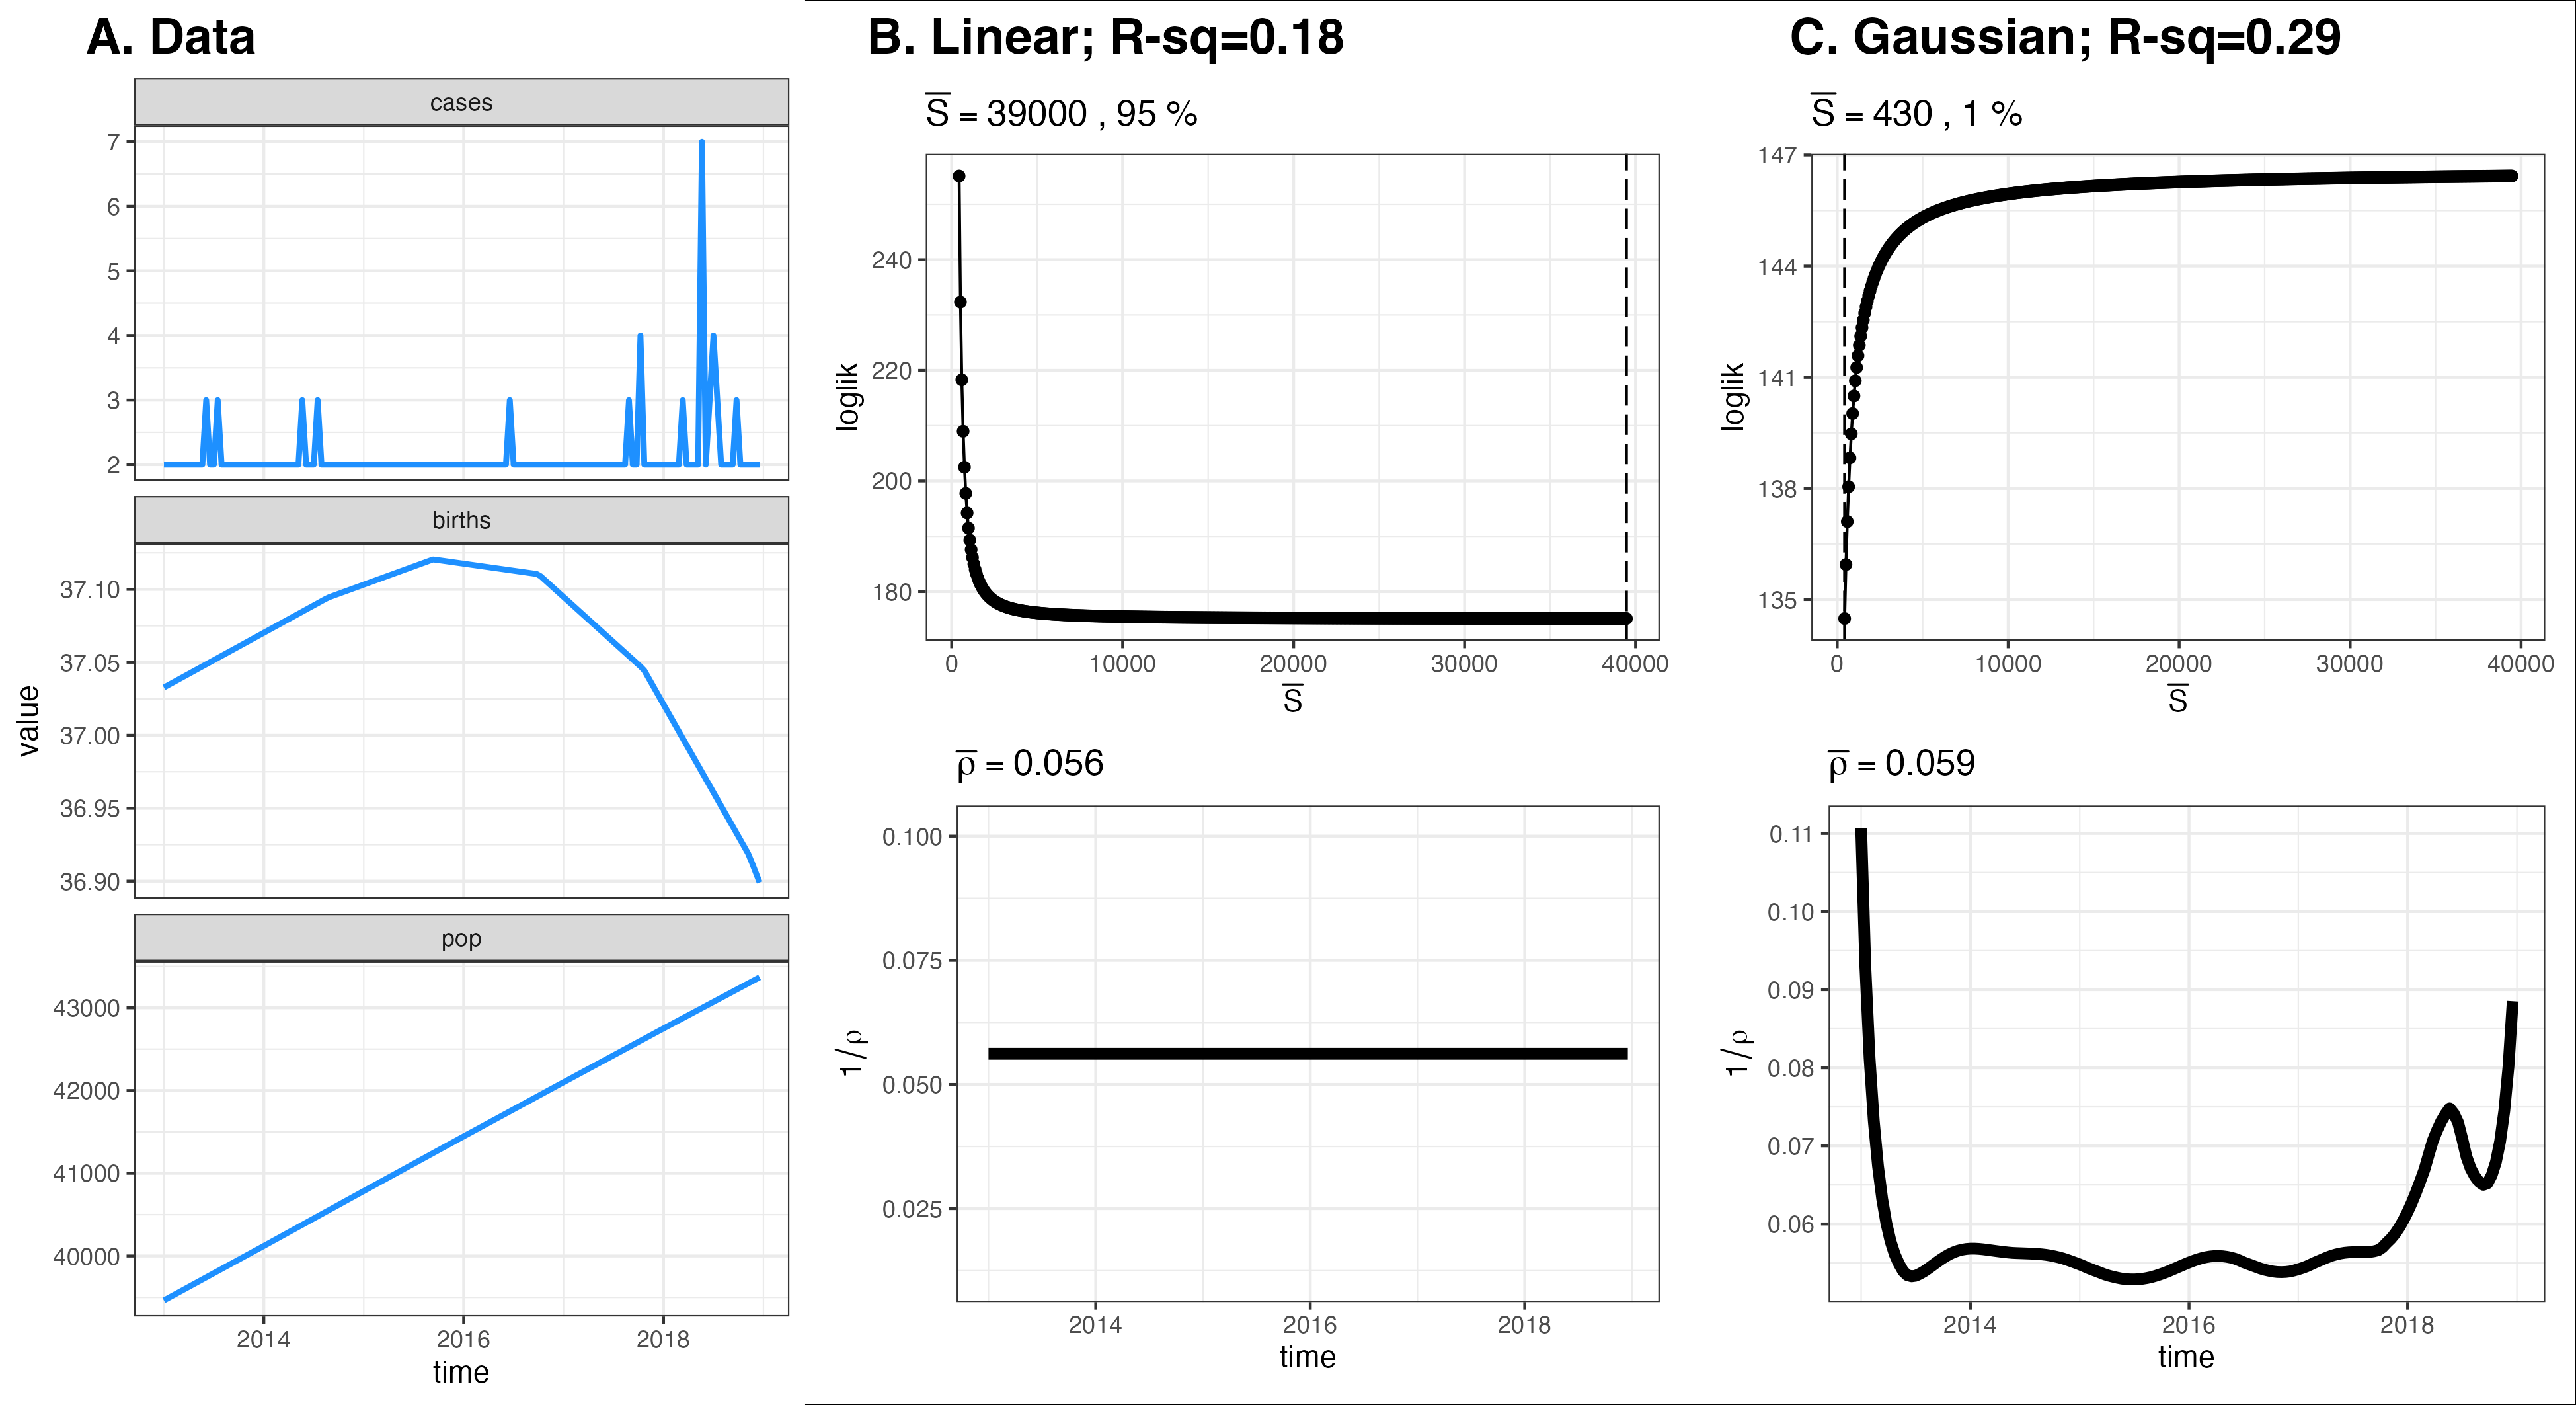 A. Data
cases
7
6
5
4
3
2
births
37.10
37.05
37.00
36.95
36.90
pop
43000
42000
41000
40000
value
2014 2016 2018
time
B. Linear; R-sq=0.18
S̅ = 39000 , 95 %
240
220
200
180
loglik
0 10000 20000 30000 40000
S̅
ρ̅ = 0.056
0.100
0.075
0.050
0.025
1/ρ
2014 2016 2018
time
C. Gaussian; R-sq=0.29
S̅ = 430 , 1 %
147
144
141
138
135
loglik
0 10000 20000 30000 40000
S̅
ρ̅ = 0.059
0.11
0.10
0.09
0.08
0.07
0.06
1/ρ
2014 2016 2018
time